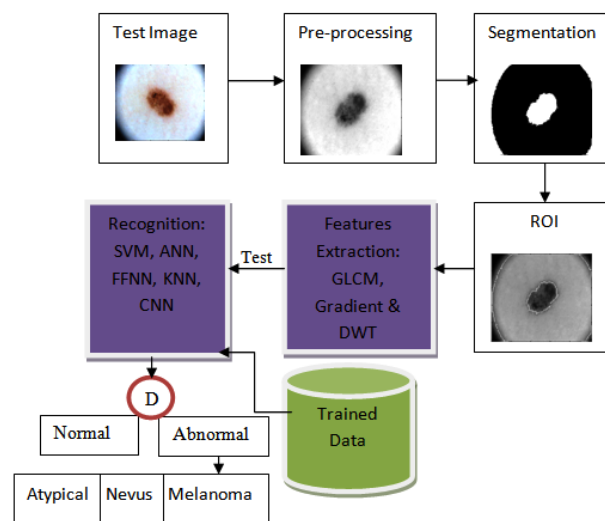 Test Image
Pre-processing
Segmentation
Recognition:
SVM, ANN,
FFNN, KNN,
CNN
Test
Features
Extraction:
GLCM,
Gradient &
DWT
ROI
D
Normal
Abnormal
Trained
Data
Atypical
Nevus
Melanoma